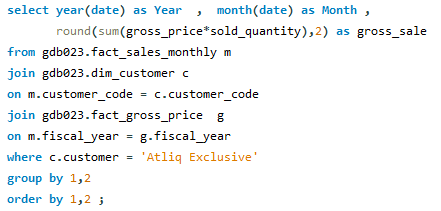 select year(date) as Year  ,  month(date) as Month ,
round(sum(gross_price*sold_quantity),2) as gross_sale
from gdb023.fact_sales_monthly m
join gdb023.dim_customer c
on m.customer_code = c.customer_code
join gdb023.fact_gross_price  g
on m.fiscal_year = g.fiscal_year
where c.customer = 'Atliq Exclusive'
group by 1,2
order by 1,2 ;